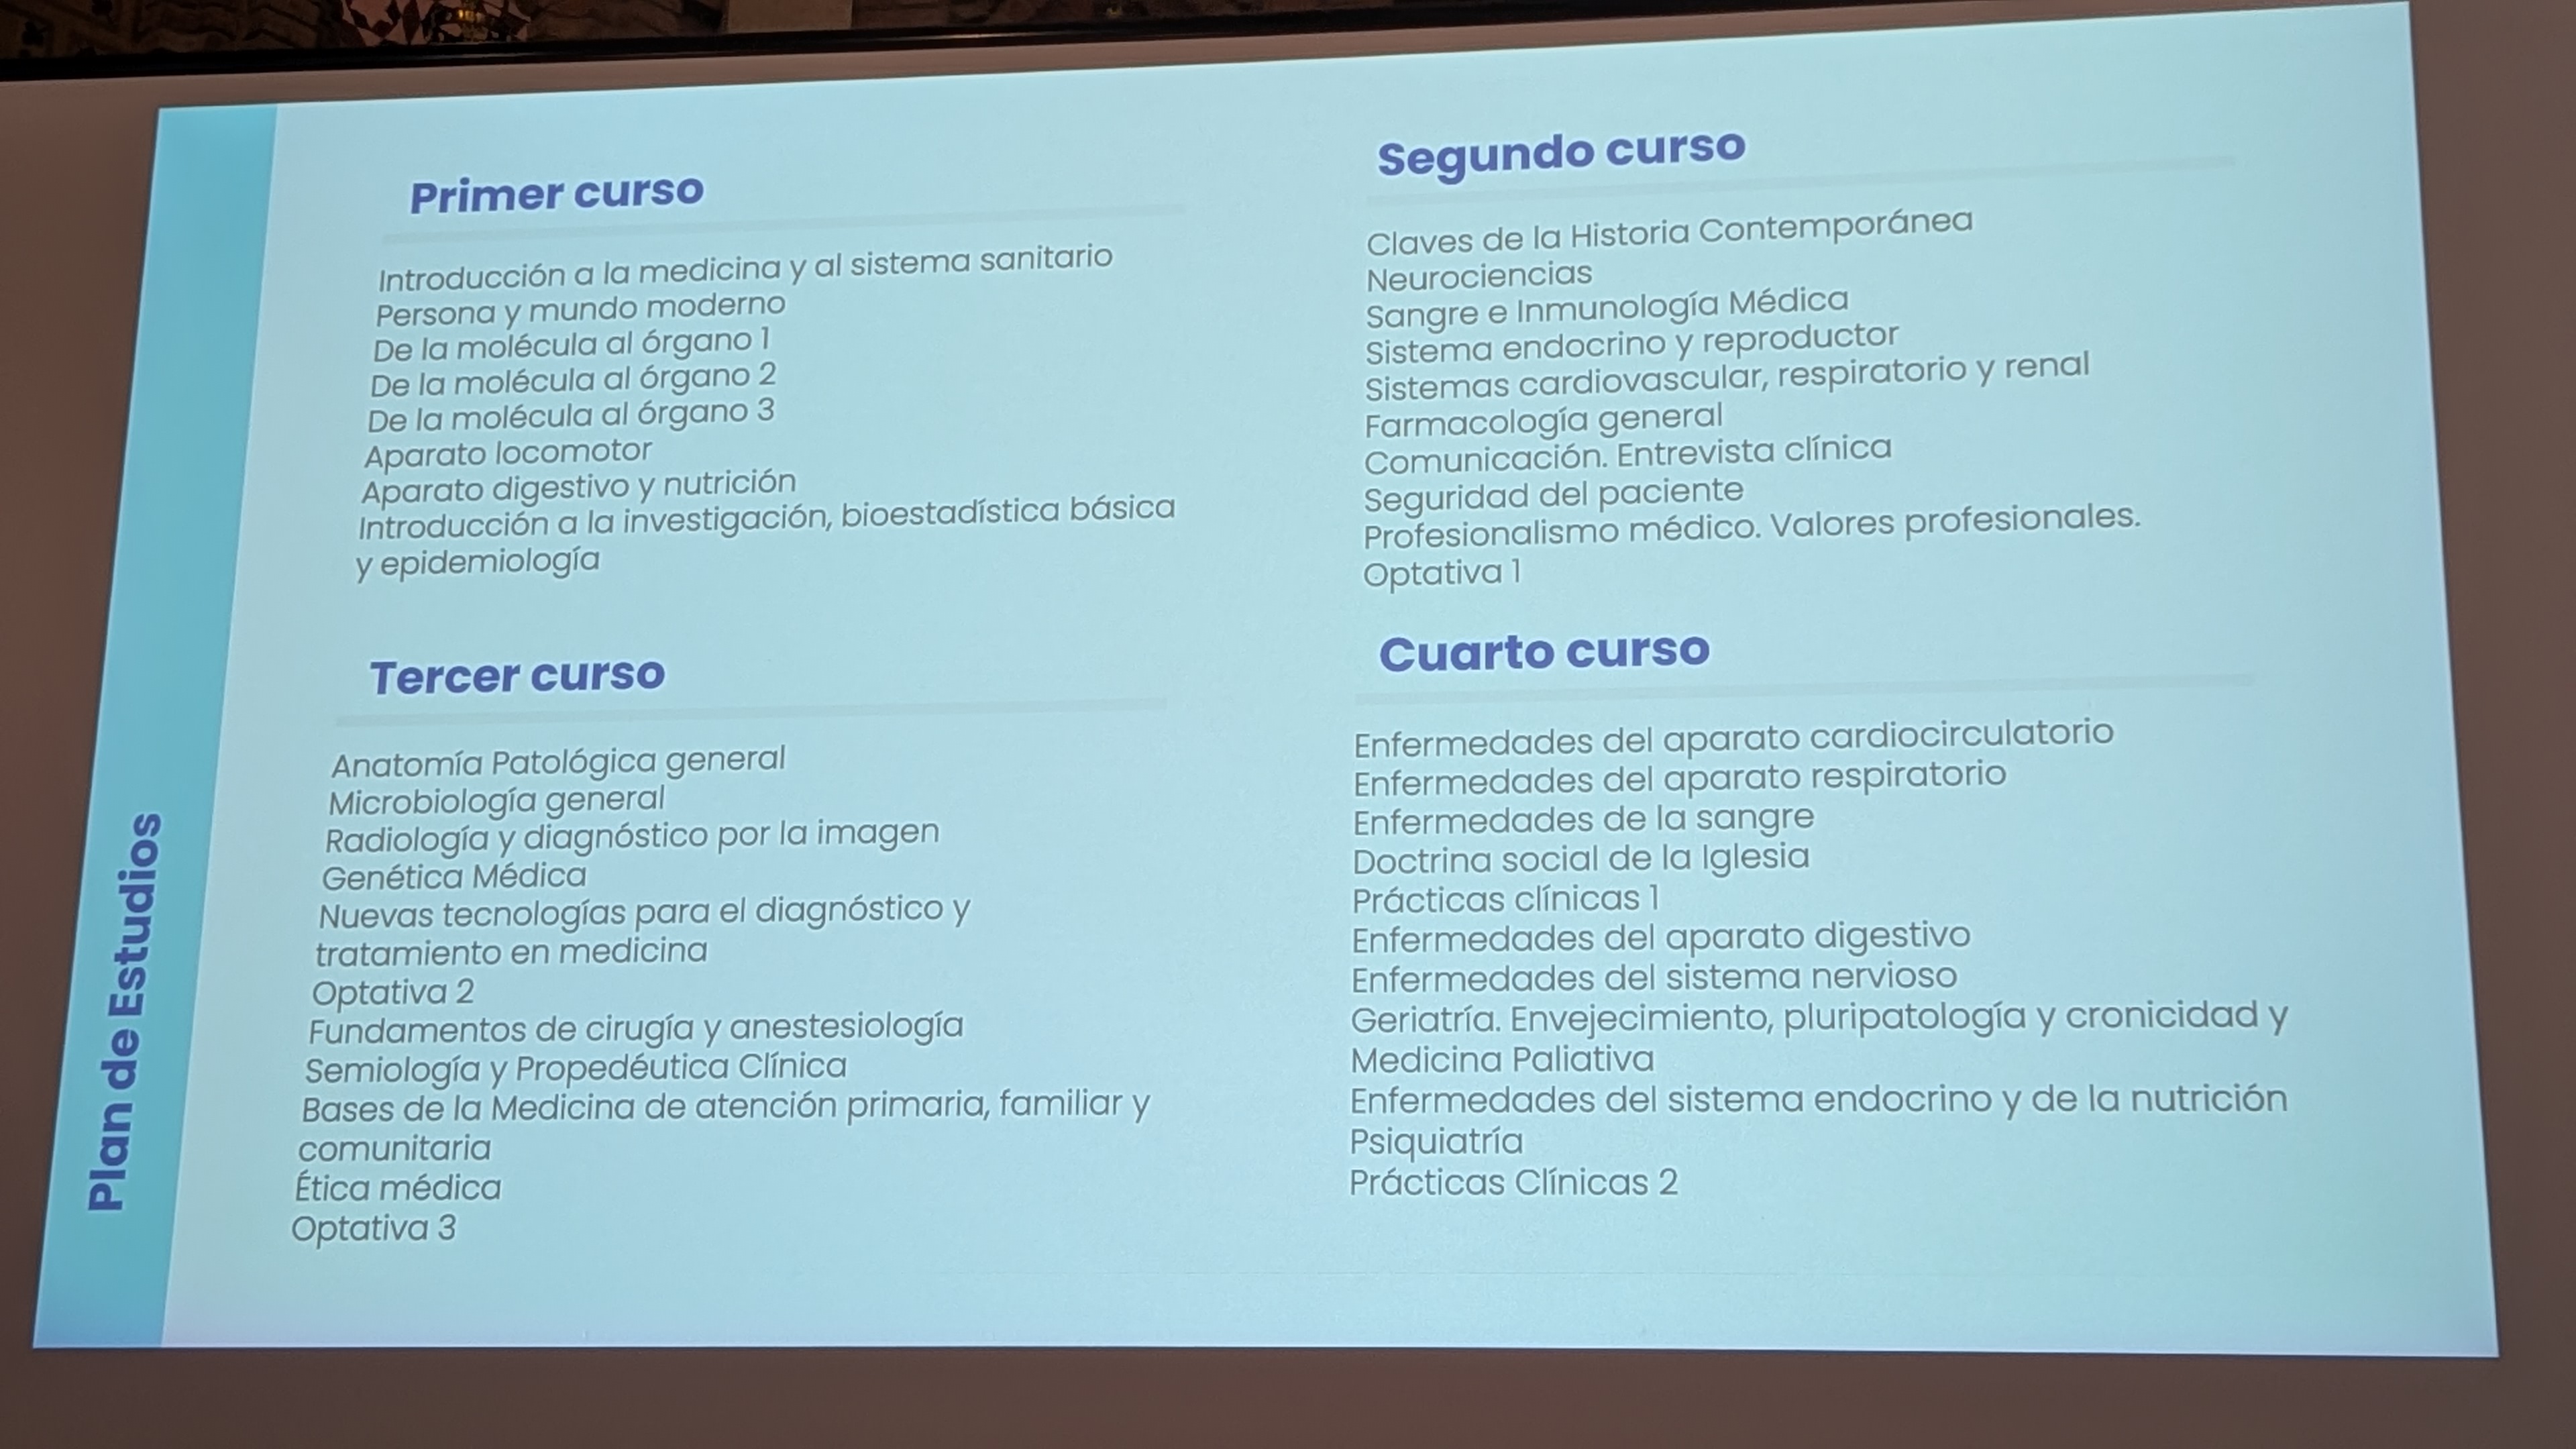 Plan de Estudios
Primer curso
Introducción a la medicina y al sistema sanitario
Persona y mundo moderno
De la molécula al órgano 1
De la molécula al órgano 2
De la molécula al órgano 3
Aparato locomotor
Aparato digestivo y nutrición
Introducción a la investigación, bioestadística básica
y epidemiología
Segundo curso
Claves de la Historia Contemporánea
Neurociencias
Sangre e Inmunología Médica
Sistema endocrino y reproductor
Sistemas cardiovascular, respiratorio y renal
Farmacología general
Comunicación. Entrevista clínica
Seguridad del paciente
Profesionalismo médico. Valores profesionales.
Optativa 1
Tercer curso
Anatomía Patológica general
Microbiología general
Radiología y diagnóstico por la imagen
Genética Médica
Nuevas tecnologías para el diagnóstico y
tratamiento en medicina
Optativa 2
Fundamentos de cirugía y anestesiología
Semiología y Propedéutica Clínica
Bases de la Medicina de atención primaria, familiar y
comunitaria
Ética médica
Optativa 3
Cuarto curso
Enfermedades del aparato cardiocirculatorio
Enfermedades del aparato respiratorio
Enfermedades de la sangre
Doctrina social de la Iglesia
Prácticas clínicas 1
Enfermedades del aparato digestivo
Enfermedades del sistema nervioso
Geriatría. Envejecimiento, pluripatología y cronicidad y
Medicina Paliativa
Enfermedades del sistema endocrino y de la nutrición
Psiquiatría
Prácticas Clínicas 2